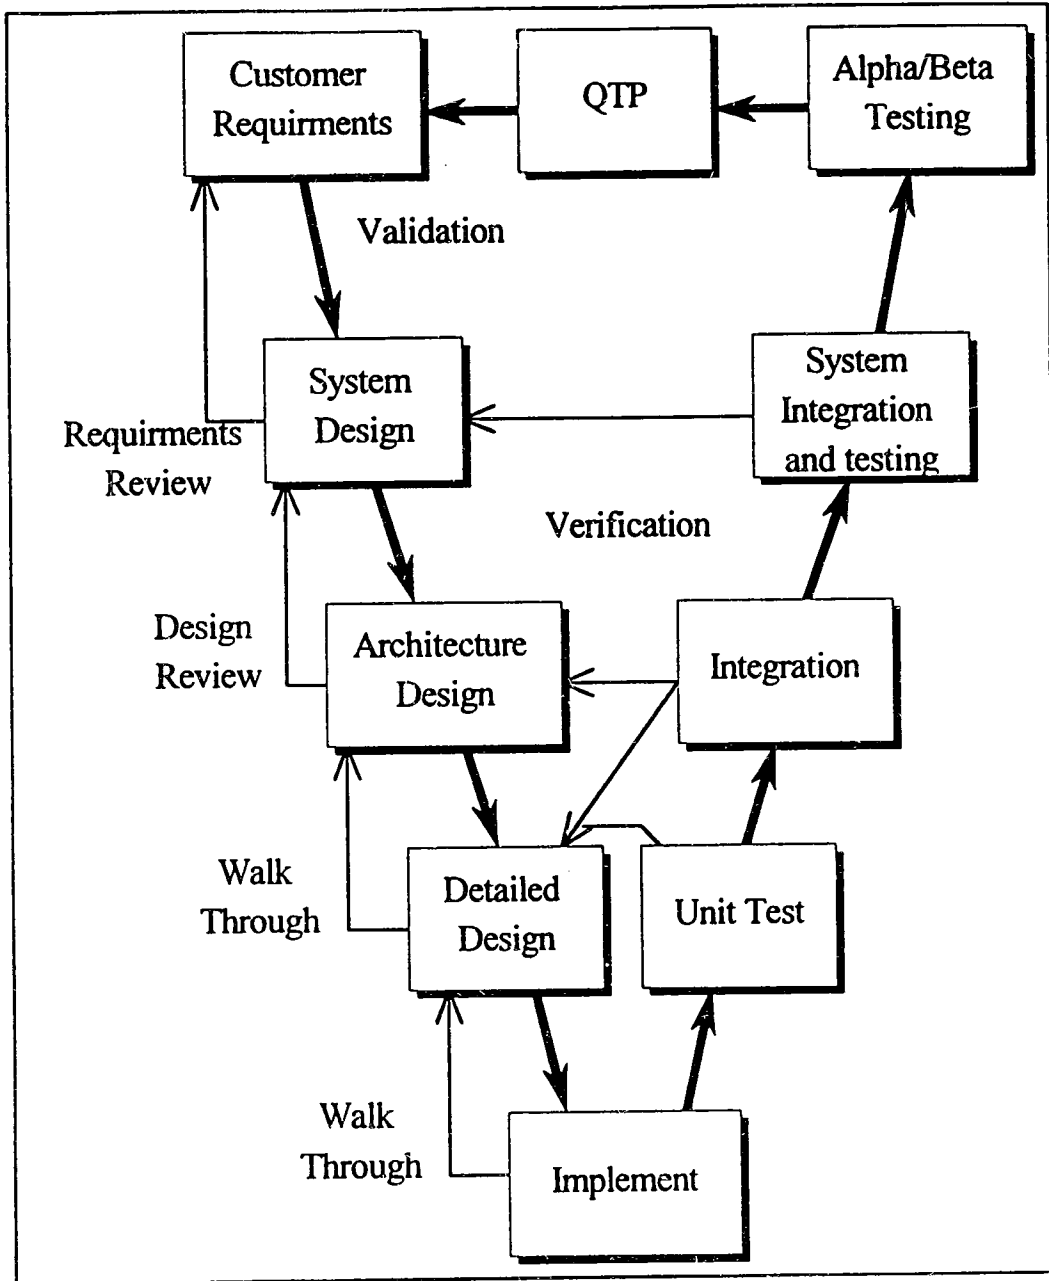 Customer
Requirments
QTP
Alpha/Beta
Testing
Validation
System
Design
System
Integration
and testing
Requirments
Review
Verification
Design
Review
Architecture
Design
Integration
Walk
Through
Detailed
Design
Unit Test
Walk
Through
Implement